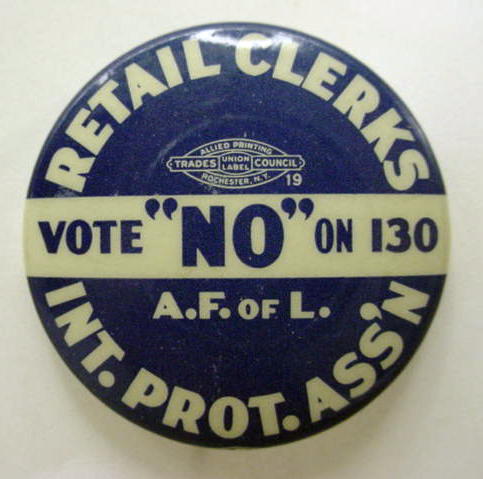 RETAIL CLERKS
ALLIED PRINTING
TRADES UNION LABEL COUNCIL
ROCHESTER, N.Y.
19
VOTE "NO" ON 130
A.F. OF L.
INT. PROT. ASS'N